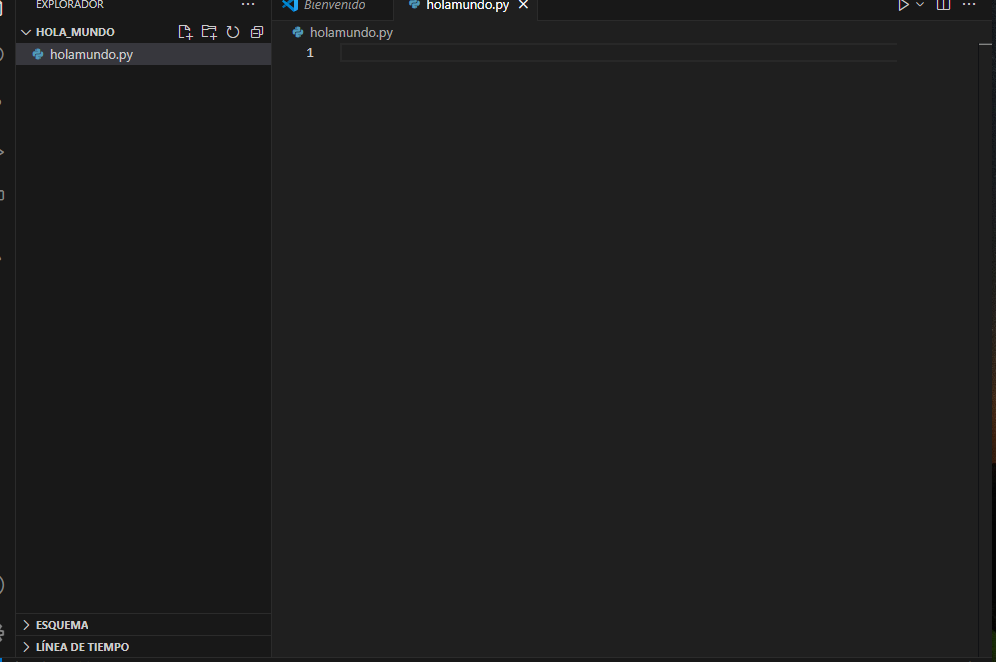 EXPLORADOR
HOLA_MUNDO
holamundo.py
ESQUEMA
LÍNEA DE TIEMPO
Bienvenido
holamundo.py
holamundo.py
1